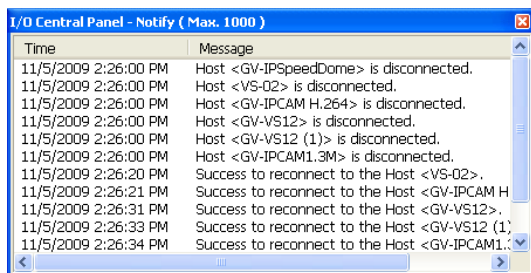 I/O Central Panel - Notify ( Max. 1000 )
Time Message
11/5/2009 2:26:00 PM Host <GV-IPSpeedDome> is disconnected.
11/5/2009 2:26:00 PM Host <VS-02> is disconnected.
11/5/2009 2:26:00 PM Host <GV-IPCAM H.264> is disconnected.
11/5/2009 2:26:00 PM Host <GV-VS12> is disconnected.
11/5/2009 2:26:00 PM Host <GV-VS12 (1)> is disconnected.
11/5/2009 2:26:00 PM Host <GV-IPCAM1.3M> is disconnected.
11/5/2009 2:26:20 PM Success to reconnect to the Host <VS-02>.
11/5/2009 2:26:21 PM Success to reconnect to the Host <GV-IPCAM H
11/5/2009 2:26:31 PM Success to reconnect to the Host <GV-VS12>.
11/5/2009 2:26:33 PM Success to reconnect to the Host <GV-VS12 (1)
11/5/2009 2:26:34 PM Success to reconnect to the Host <GV-IPCAM1.3